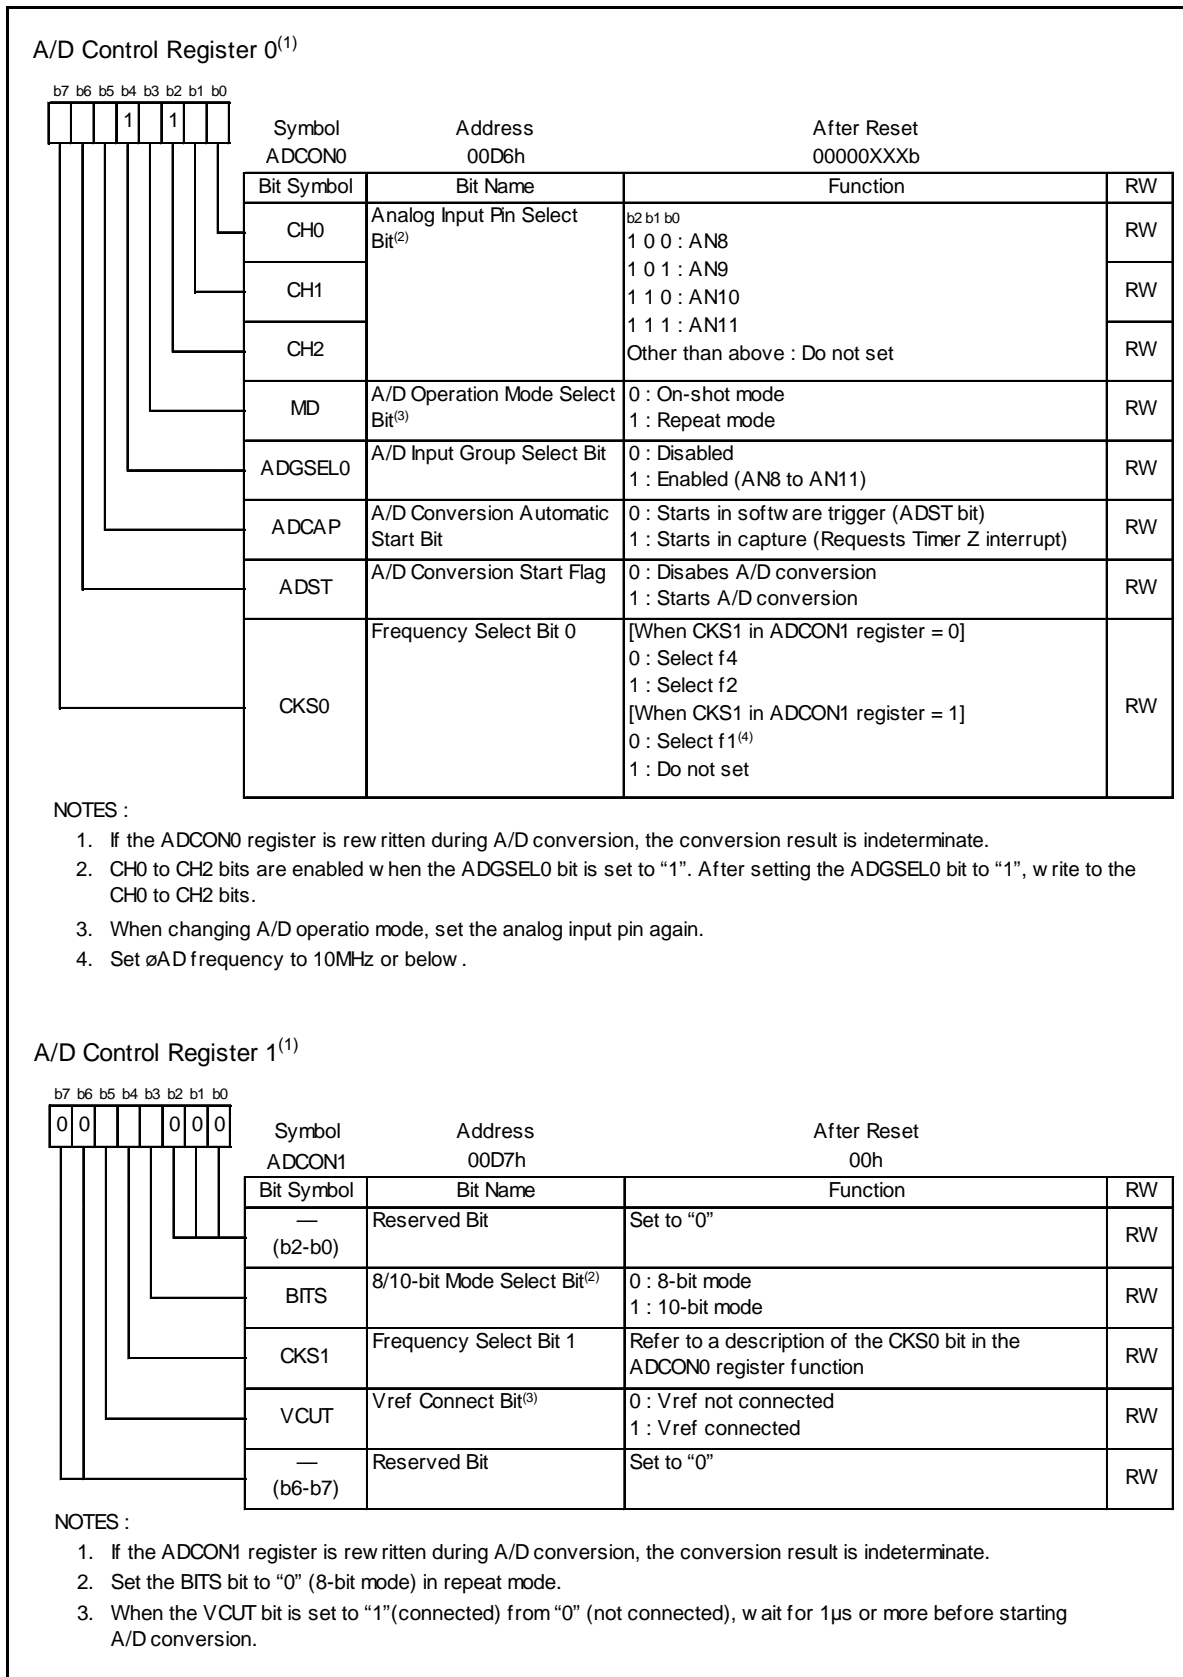 A/D Control Register 0(1)
b7 b6 b5 b4 b3 b2 b1 b0
1 1
Symbol Address After Reset
ADCON0 00D6h 00000XXXb
Bit Symbol Bit Name Function RW
CH0 Analog Input Pin Select Bit(2) b2 b1 b0 RW
1 0 0 : AN8
1 0 1 : AN9
CH1 RW
1 1 0 : AN10
1 1 1 : AN11
CH2 Other than above : Do not set RW
MD A/D Operation Mode Select Bit(3) 0 : On-shot mode RW
1 : Repeat mode
ADGSEL0 A/D Input Group Select Bit 0 : Disabled RW
1 : Enabled (AN8 to AN11)
ADCAP A/D Conversion Automatic Start Bit 0 : Starts in software trigger (ADST bit) RW
1 : Starts in capture (Requests Timer Z interrupt)
ADST A/D Conversion Start Flag 0 : Disabes A/D conversion RW
1 : Starts A/D conversion
CKS0 Frequency Select Bit 0 [When CKS1 in ADCON1 register = 0] RW
0 : Select f4
1 : Select f2
[When CKS1 in ADCON1 register = 1]
0 : Select f1(4)
1 : Do not set
NOTES :
1. If the ADCON0 register is rewritten during A/D conversion, the conversion result is indeterminate.
2. CH0 to CH2 bits are enabled when the ADGSEL0 bit is set to “1”. After setting the ADGSEL0 bit to “1”, write to the
CH0 to CH2 bits.
3. When changing A/D operatio mode, set the analog input pin again.
4. Set øAD frequency to 10MHz or below.
A/D Control Register 1(1)
b7 b6 b5 b4 b3 b2 b1 b0
0 0 0 0 0
Symbol Address After Reset
ADCON1 00D7h 00h
Bit Symbol Bit Name Function RW
— Reserved Bit Set to “0” RW
(b2-b0)
BITS 8/10-bit Mode Select Bit(2) 0 : 8-bit mode RW
1 : 10-bit mode
CKS1 Frequency Select Bit 1 Refer to a description of the CKS0 bit in the RW
ADCON0 register function
VCUT Vref Connect Bit(3) 0 : Vref not connected RW
1 : Vref connected
— Reserved Bit Set to “0” RW
(b6-b7)
NOTES :
1. If the ADCON1 register is rewritten during A/D conversion, the conversion result is indeterminate.
2. Set the BITS bit to “0” (8-bit mode) in repeat mode.
3. When the VCUT bit is set to “1”(connected) from “0” (not connected), wait for 1µs or more before starting
A/D conversion.